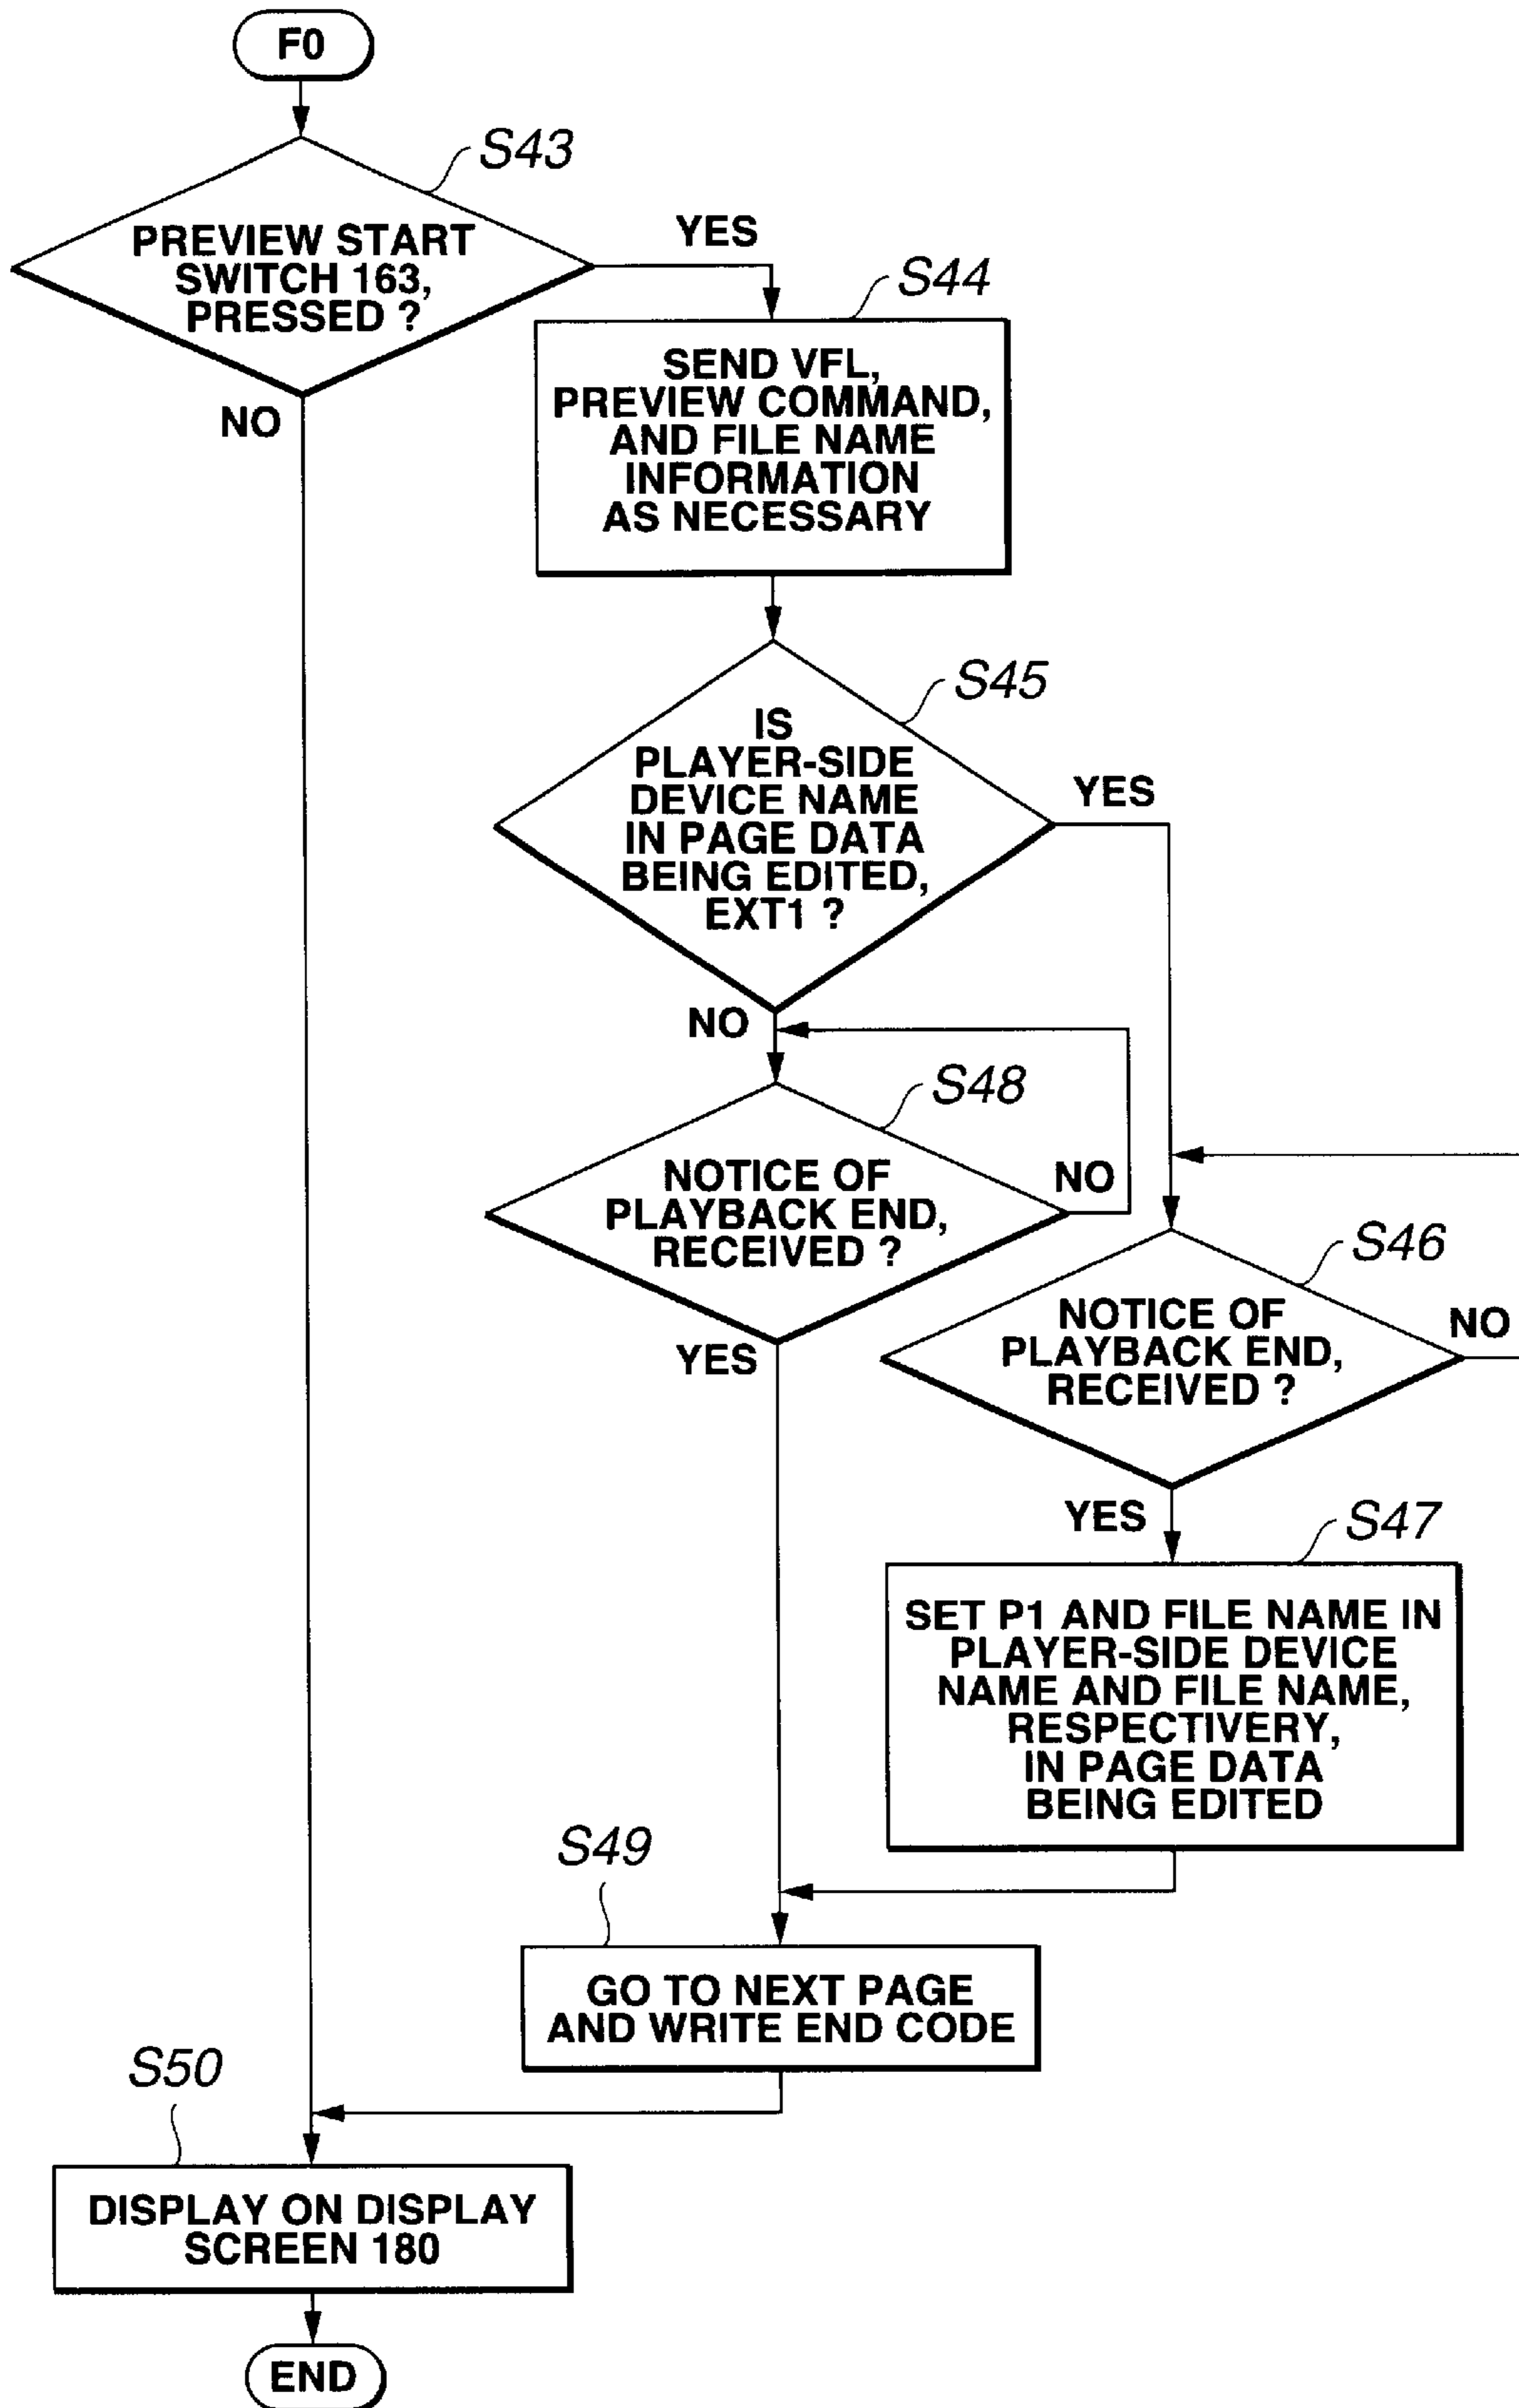 F0
S43
PREVIEW START
SWITCH 163,
PRESSED ?
YES
NO
S44
SEND VFL,
PREVIEW COMMAND,
AND FILE NAME
INFORMATION
AS NECESSARY
S45
IS
PLAYER-SIDE
DEVICE NAME
IN PAGE DATA
BEING EDITED,
EXT1 ?
YES
NO
S48
NOTICE OF
PLAYBACK END,
RECEIVED ?
NO
YES
S46
NOTICE OF
PLAYBACK END,
RECEIVED ?
NO
YES
S47
SET P1 AND FILE NAME IN
PLAYER-SIDE DEVICE
NAME AND FILE NAME,
RESPECTIVERY,
IN PAGE DATA
BEING EDITED
S49
GO TO NEXT PAGE
AND WRITE END CODE
S50
DISPLAY ON DISPLAY
SCREEN 180
END